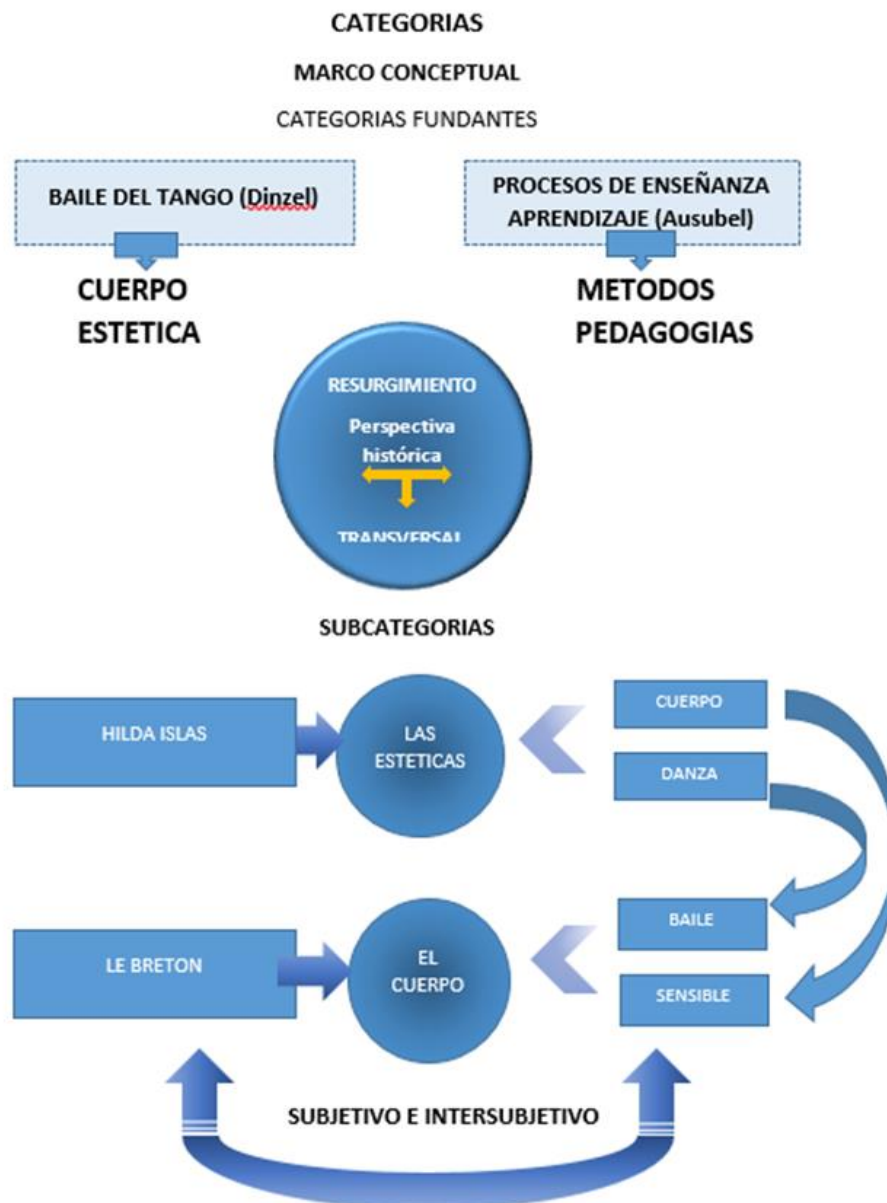 CATEGORIAS
MARCO CONCEPTUAL
CATEGORIAS FUNDANTES
BAILE DEL TANGO (Dinzel)
PROCESOS DE ENSEÑANZA
APRENDIZAJE (Ausubel)
CUERPO
ESTETICA
METODOS
PEDAGOGIAS
RESURGIMIENTO
Perspectiva
histórica
TRANSVERSAL
SUBCATEGORIAS
HILDA ISLAS
LAS
ESTETICAS
CUERPO
DANZA
LE BRETON
EL
CUERPO
BAILE
SENSIBLE
SUBJETIVO E INTERSUBJETIVO